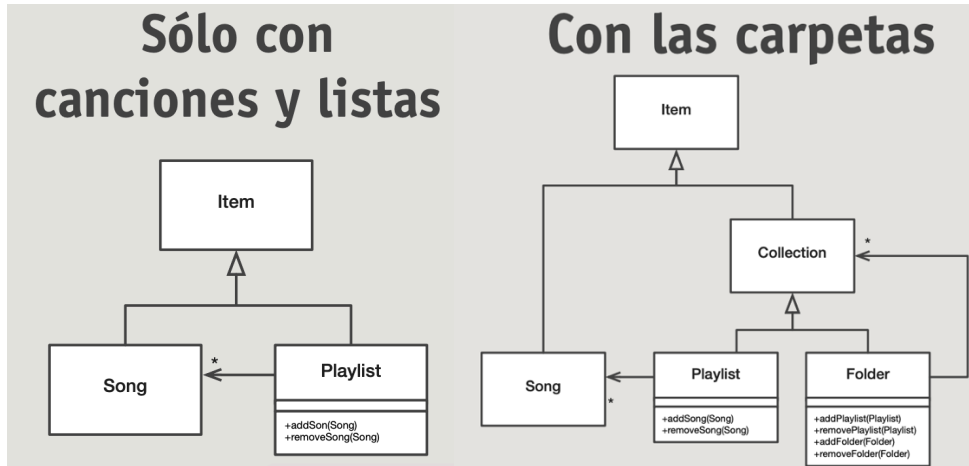 Sólo con
canciones y listas
Item
Song
*
Playlist
+addSon(Song)
+removeSong(Song)
Con las carpetas
Item
Collection
*
Song
*
Playlist
+addSong(Song)
+removeSong(Song)
Folder
+addPlaylist(Playlist)
+removePlaylist(Playlist)
+addFolder(Folder)
+removeFolder(Folder)